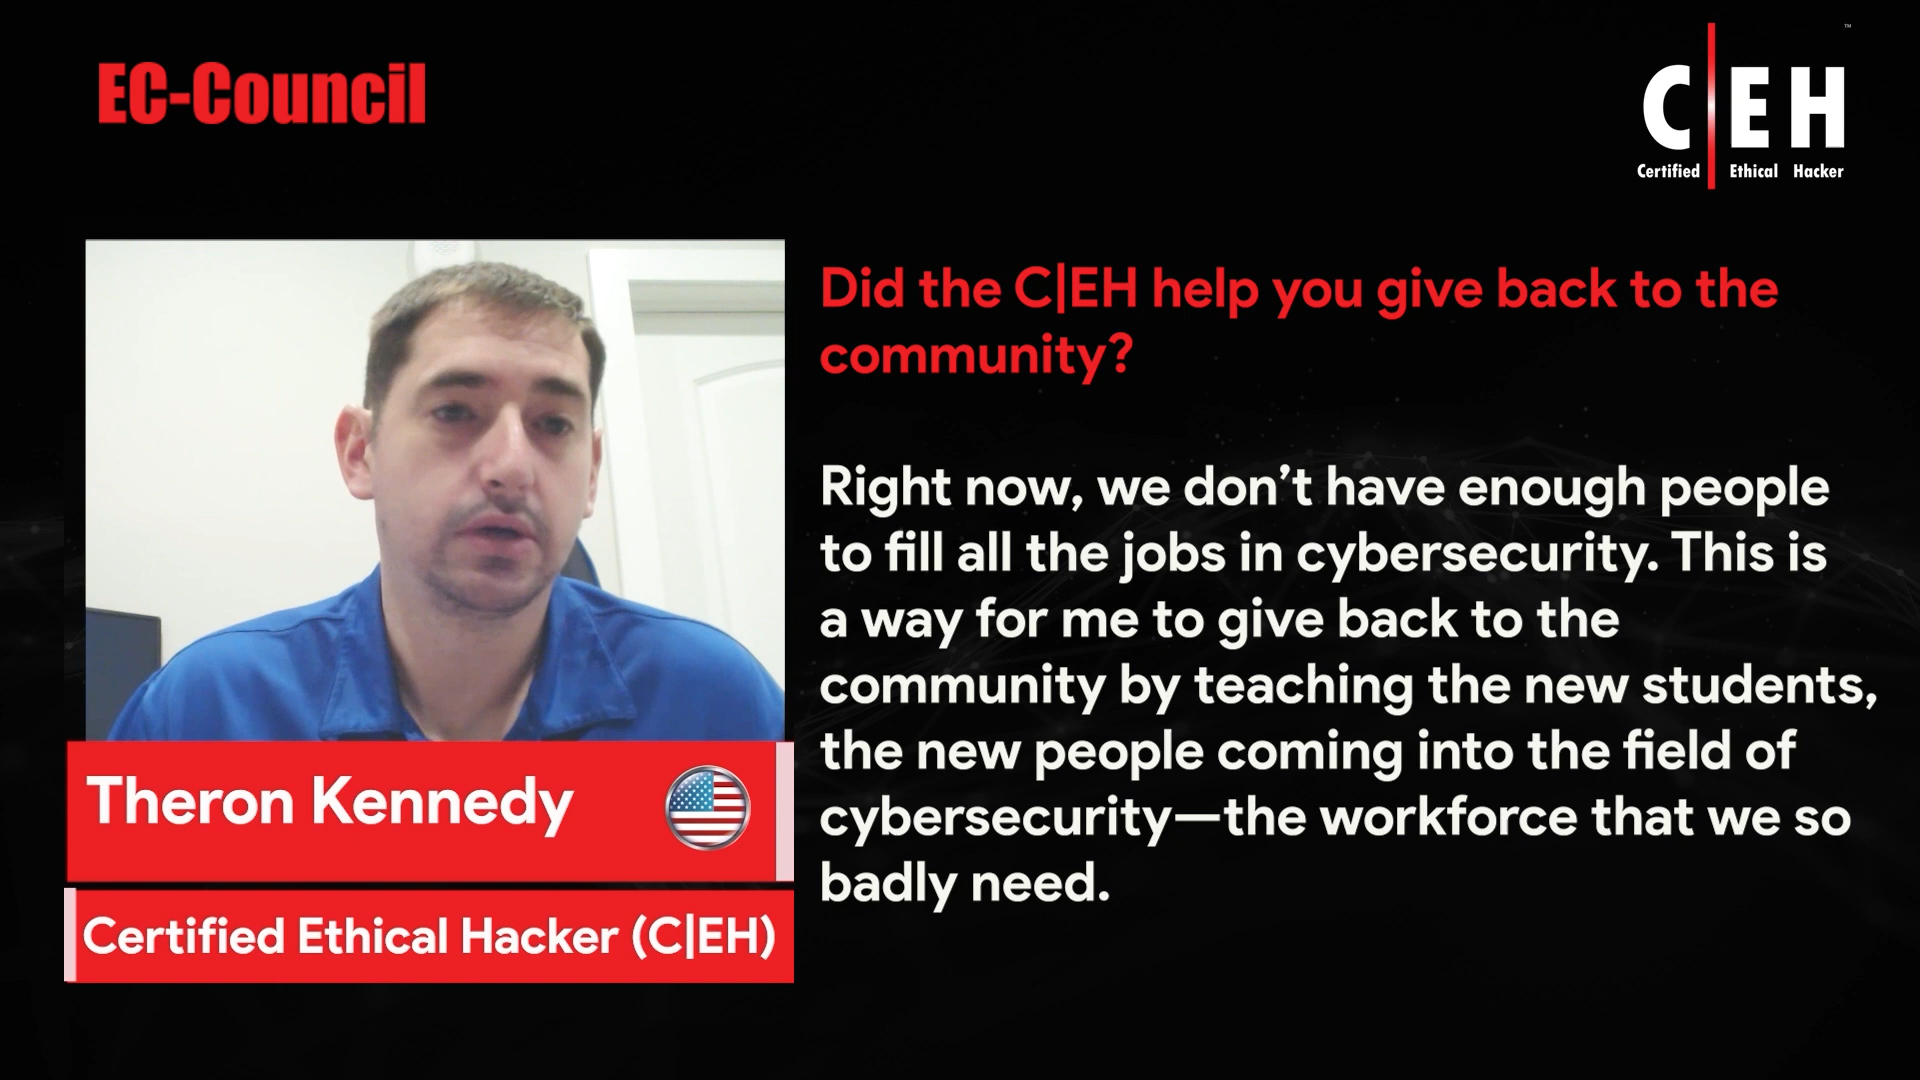 EC-Council
™
C|EH
Certified Ethical Hacker
Did the C|EH help you give back to the
community?
Right now, we don’t have enough people
to fill all the jobs in cybersecurity. This is
a way for me to give back to the
community by teaching the new students,
the new people coming into the field of
cybersecurity—the workforce that we so
badly need.
Theron Kennedy
Certified Ethical Hacker (C|EH)